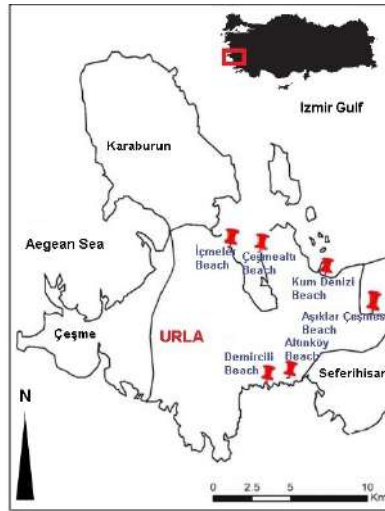 Izmir Gulf
Karaburun
Aegean Sea
İçmeler
Beach
Çeşmealtı
Beach
Kum Denizi
Beach
Aşıklar Çeşmesi
Beach
Çeşme
URLA
Altınköy
Beach
Demircili
Beach
Seferihisar
N
0 2.5 5 10
Km